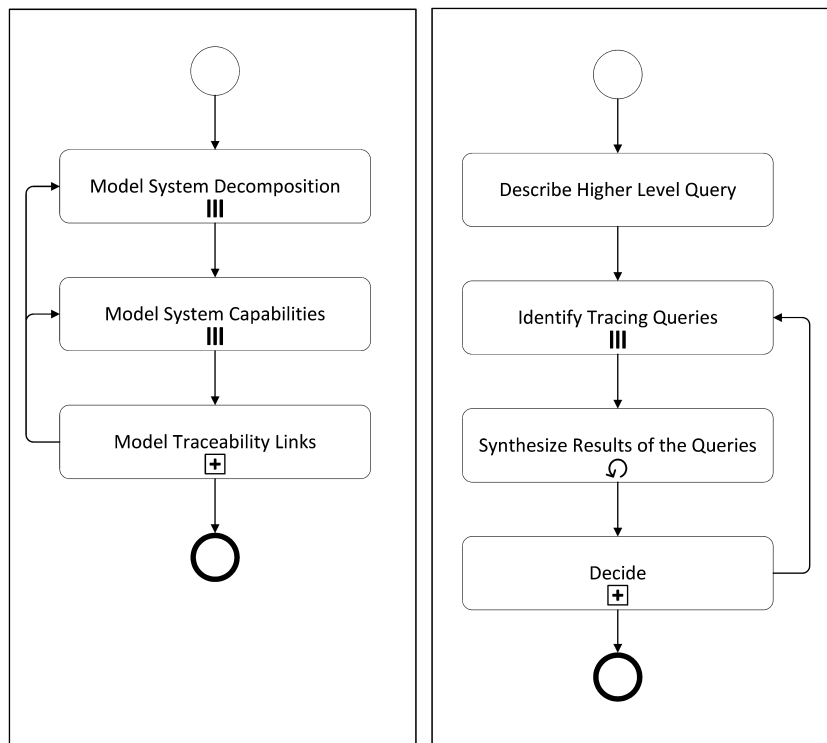 Model System Decomposition
Model System Capabilities
Model Traceability Links
Describe Higher Level Query
Identify Tracing Queries
Synthesize Results of the Queries
Decide